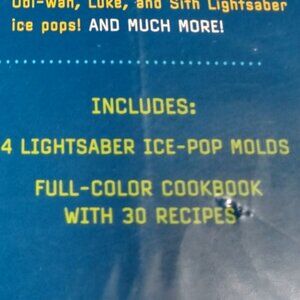 Obi-Wan, Luke, and Sith Lightsaber
ice pops! AND MUCH MORE!
INCLUDES:
4 LIGHTSABER ICE-POP MOLDS
FULL-COLOR COOKBOOK
WITH 30 RECIPES